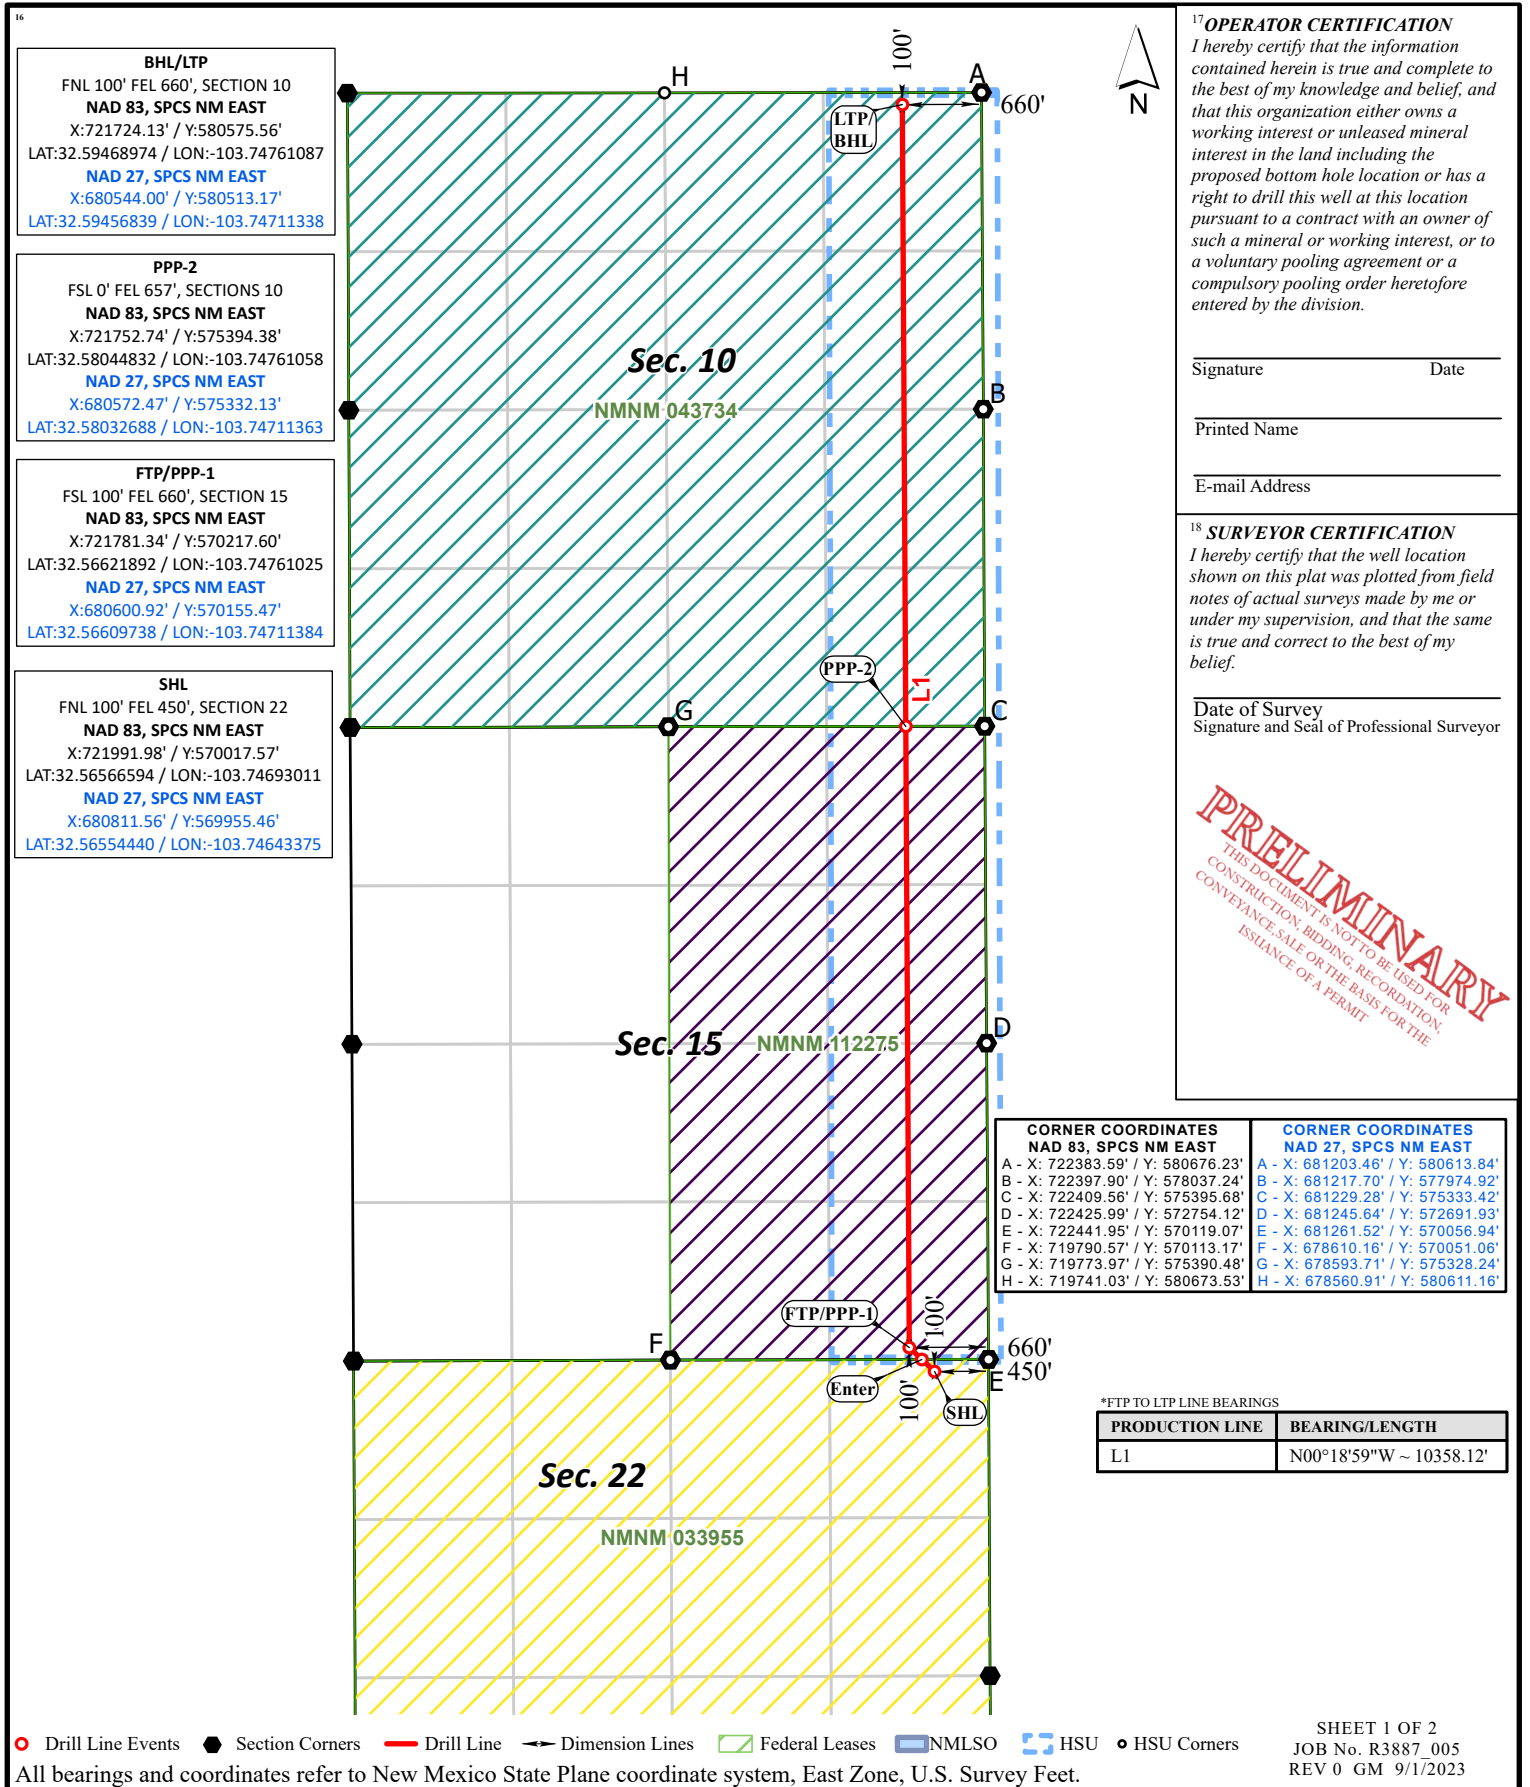 16
BHL/LTP
FNL 100' FEL 660', SECTION 10
NAD 83, SPCS NM EAST
X:721724.13' / Y:580575.56'
LAT:32.59468974 / LON:-103.74761087
NAD 27, SPCS NM EAST
X:680544.00' / Y:580513.17'
LAT:32.59456839 / LON:-103.74711338
PPP-2
FSL 0' FEL 657', SECTIONS 10
NAD 83, SPCS NM EAST
X:721752.74' / Y:575394.38'
LAT:32.58044832 / LON:-103.74761058
NAD 27, SPCS NM EAST
X:680572.47' / Y:575332.13'
LAT:32.58032688 / LON:-103.74711363
FTP/PPP-1
FSL 100' FEL 660', SECTION 15
NAD 83, SPCS NM EAST
X:721781.34' / Y:570217.60'
LAT:32.56621892 / LON:-103.74761025
NAD 27, SPCS NM EAST
X:680600.92' / Y:570155.47'
LAT:32.56609738 / LON:-103.74711384
SHL
FNL 100' FEL 450', SECTION 22
NAD 83, SPCS NM EAST
X:721991.98' / Y:570017.57'
LAT:32.56566594 / LON:-103.74693011
NAD 27, SPCS NM EAST
X:680811.56' / Y:569955.46'
LAT:32.56554440 / LON:-103.74643375
H
100'
A
660'
LTP/
BHL
N
Sec. 10
NMNM 043734
B
PPP-2
L1
G
C
Sec. 15
NMNM 112275
D
FTP/PPP-1
100'
F
660'
E
450'
Enter
100'
SHL
Sec. 22
NMNM 033955
17 OPERATOR CERTIFICATION
I hereby certify that the information
contained herein is true and complete to
the best of my knowledge and belief, and
that this organization either owns a
working interest or unleased mineral
interest in the land including the
proposed bottom hole location or has a
right to drill this well at this location
pursuant to a contract with an owner of
such a mineral or working interest, or to
a voluntary pooling agreement or a
compulsory pooling order heretofore
entered by the division.
Signature Date
Printed Name
E-mail Address
18 SURVEYOR CERTIFICATION
I hereby certify that the well location
shown on this plat was plotted from field
notes of actual surveys made by me or
under my supervision, and that the same
is true and correct to the best of my
belief.
Date of Survey
Signature and Seal of Professional Surveyor
PRELIMINARY
THIS DOCUMENT IS NOT TO BE USED FOR
CONSTRUCTION, BIDDING, RECORDATION,
CONVEYANCE, SALE OR THE BASIS FOR THE
ISSUANCE OF A PERMIT
CORNER COORDINATES
NAD 83, SPCS NM EAST
A - X: 722383.59' / Y: 580676.23'
B - X: 722397.90' / Y: 578037.24'
C - X: 722409.56' / Y: 575395.68'
D - X: 722425.99' / Y: 572754.12'
E - X: 722441.95' / Y: 570119.07'
F - X: 719790.57' / Y: 570113.17'
G - X: 719773.97' / Y: 575390.48'
H - X: 719741.03' / Y: 580673.53'
CORNER COORDINATES
NAD 27, SPCS NM EAST
A - X: 681203.46' / Y: 580613.84'
B - X: 681217.70' / Y: 577974.92'
C - X: 681229.28' / Y: 575333.42'
D - X: 681245.64' / Y: 572691.93'
E - X: 681261.52' / Y: 570056.94'
F - X: 678610.16' / Y: 570051.06'
G - X: 678593.71' / Y: 575328.24'
H - X: 678560.91' / Y: 580611.16'
*FTP TO LTP LINE BEARINGS
PRODUCTION LINE BEARING/LENGTH
L1 N00°18'59"W ~ 10358.12'
Drill Line Events Section Corners Drill Line Dimension Lines Federal Leases NMLSO HSU HSU Corners
All bearings and coordinates refer to New Mexico State Plane coordinate system, East Zone, U.S. Survey Feet.
SHEET 1 OF 2
JOB No. R3887_005
REV 0 GM 9/1/2023